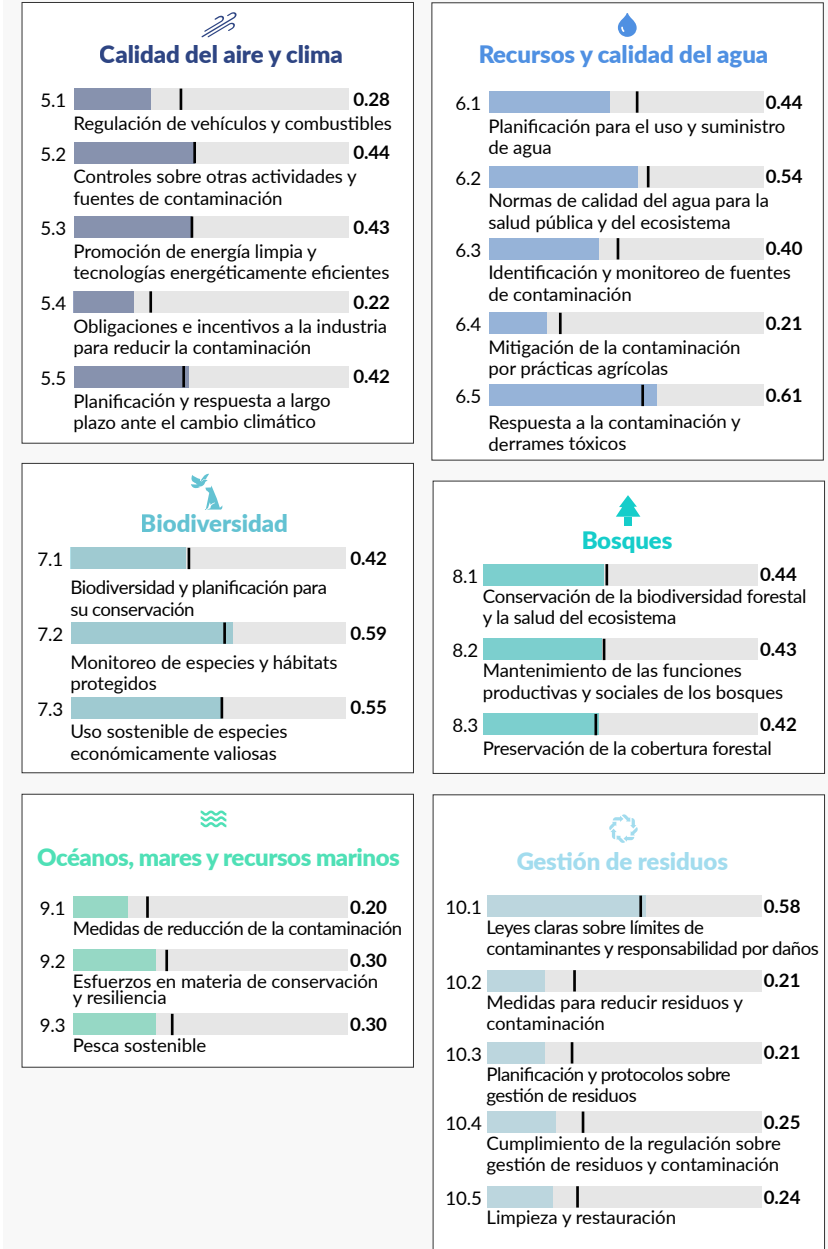 Calidad del aire y clima
5.1 0.28
Regulación de vehículos y combustibles
5.2 0.44
Controles sobre otras actividades y
fuentes de contaminación
5.3 0.43
Promoción de energía limpia y
tecnologías energéticamente eficientes
5.4 0.22
Obligaciones e incentivos a la industria
para reducir la contaminación
5.5 0.42
Planificación y respuesta a largo
plazo ante el cambio climático
Recursos y calidad del agua
6.1 0.44
Planificación para el uso y suministro
de agua
6.2 0.54
Normas de calidad del agua para la
salud pública y del ecosistema
6.3 0.40
Identificación y monitoreo de fuentes
de contaminación
6.4 0.21
Mitigación de la contaminación
por prácticas agrícolas
6.5 0.61
Respuesta a la contaminación y
derrames tóxicos
Biodiversidad
7.1 0.42
Biodiversidad y planificación para
su conservación
7.2 0.59
Monitoreo de especies y hábitats
protegidos
7.3 0.55
Uso sostenible de especies
económicamente valiosas
Bosques
8.1 0.44
Conservación de la biodiversidad forestal
y la salud del ecosistema
8.2 0.43
Mantenimiento de las funciones
productivas y sociales de los bosques
8.3 0.42
Preservación de la cobertura forestal
Océanos, mares y recursos marinos
9.1 0.20
Medidas de reducción de la contaminación
9.2 0.30
Esfuerzos en materia de conservación
y resiliencia
9.3 0.30
Pesca sostenible
Gestión de residuos
10.1 0.58
Leyes claras sobre límites de
contaminantes y responsabilidad por daños
10.2 0.21
Medidas para reducir residuos y
contaminación
10.3 0.21
Planificación y protocolos sobre
gestión de residuos
10.4 0.25
Cumplimiento de la regulación sobre
gestión de residuos y contaminación
10.5 0.24
Limpieza y restauración